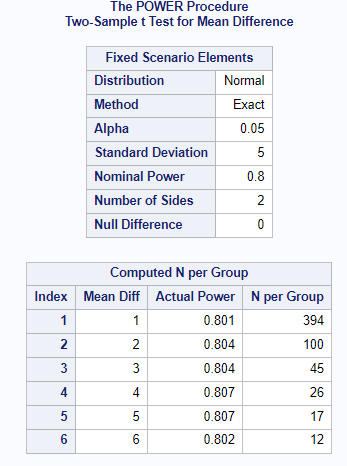 The POWER Procedure
Two-Sample t Test for Mean Difference
Fixed Scenario Elements
Distribution Normal
Method Exact
Alpha 0.05
Standard Deviation 5
Nominal Power 0.8
Number of Sides 2
Null Difference 0
Computed N per Group
Index Mean Diff Actual Power N per Group
1 1 0.801 394
2 2 0.804 100
3 3 0.804 45
4 4 0.807 26
5 5 0.807 17
6 6 0.802 12